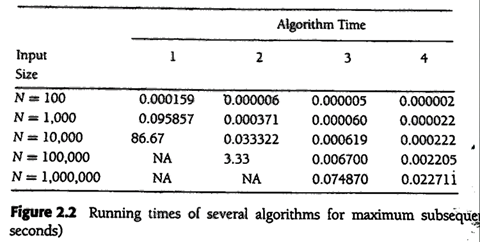 Algorithm Time
Input Size 1 2 3 4
N = 100 0.000159 0.000006 0.000005 0.000002
N = 1,000 0.095857 0.000371 0.000060 0.000022
N = 10,000 86.67 0.033322 0.000619 0.000222
N = 100,000 NA 3.33 0.006700 0.002205
N = 1,000,000 NA NA 0.074870 0.022711
Figure 2.2 Running times of several algorithms for maximum subseque
seconds)